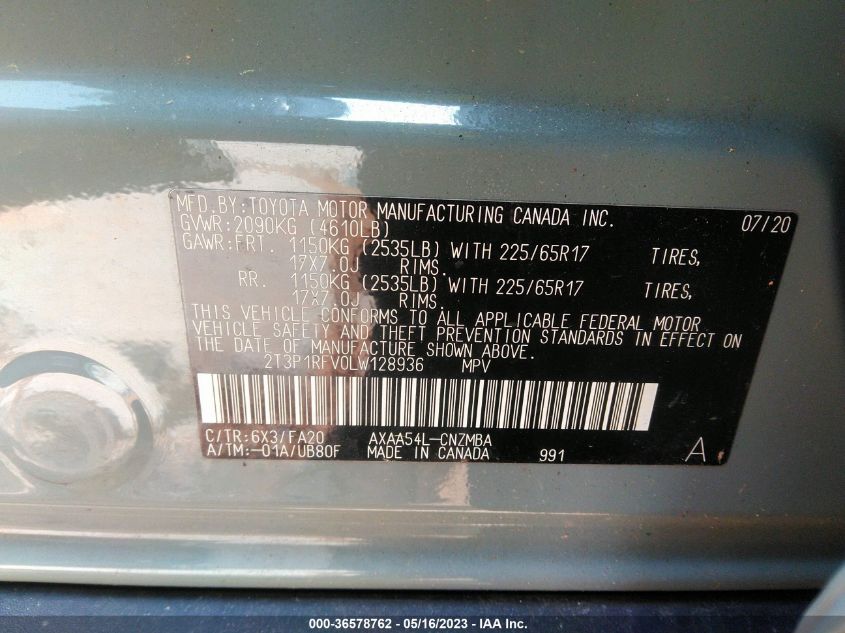 MFD.BY:TOYOTA MOTOR MANUFACTURING CANADA INC. 07/20
GVWR:2090KG (4610LB)
GAWR:FRT. 1150KG (2535LB) WITH 225/65R17 TIRES,
17X7.0J RIMS.
RR. 1150KG (2535LB) WITH 225/65R17 TIRES,
17X7.0J RIMS.
THIS VEHICLE CONFORMS TO ALL APPLICABLE FEDERAL MOTOR
VEHICLE SAFETY AND THEFT PREVENTION STANDARDS IN EFFECT ON
THE DATE OF MANUFACTURE SHOWN ABOVE.
2T3P1RFV0LW128936 MPV
C/TR:6X3/FA20 AXAA54L-CNZMBA
A/TM:-01A/UB80F MADE IN CANADA 991 A
000-36578762 - 05/16/2023 - IAA Inc.